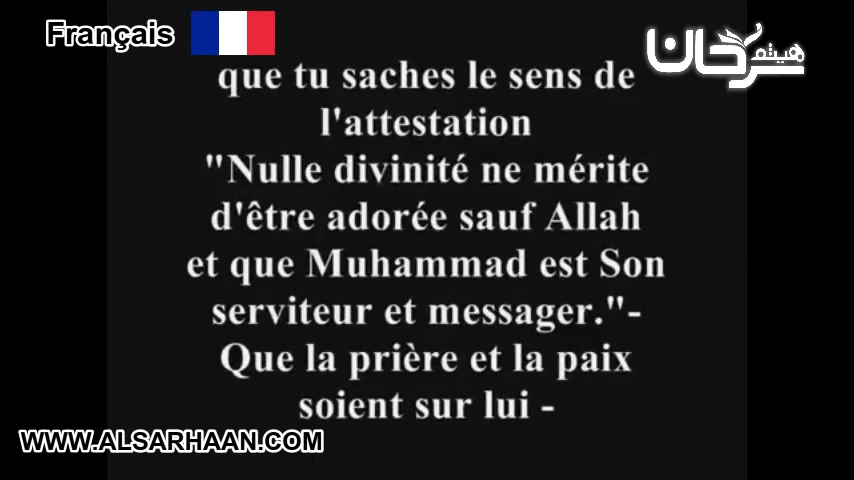 Français
هيثم سرحان
que tu saches le sens de
l'attestation
"Nulle divinité ne mérite
d'être adorée sauf Allah
et que Muhammad est Son
serviteur et messager."-
Que la prière et la paix
soient sur lui -
WWW.ALSARHAAN.COM